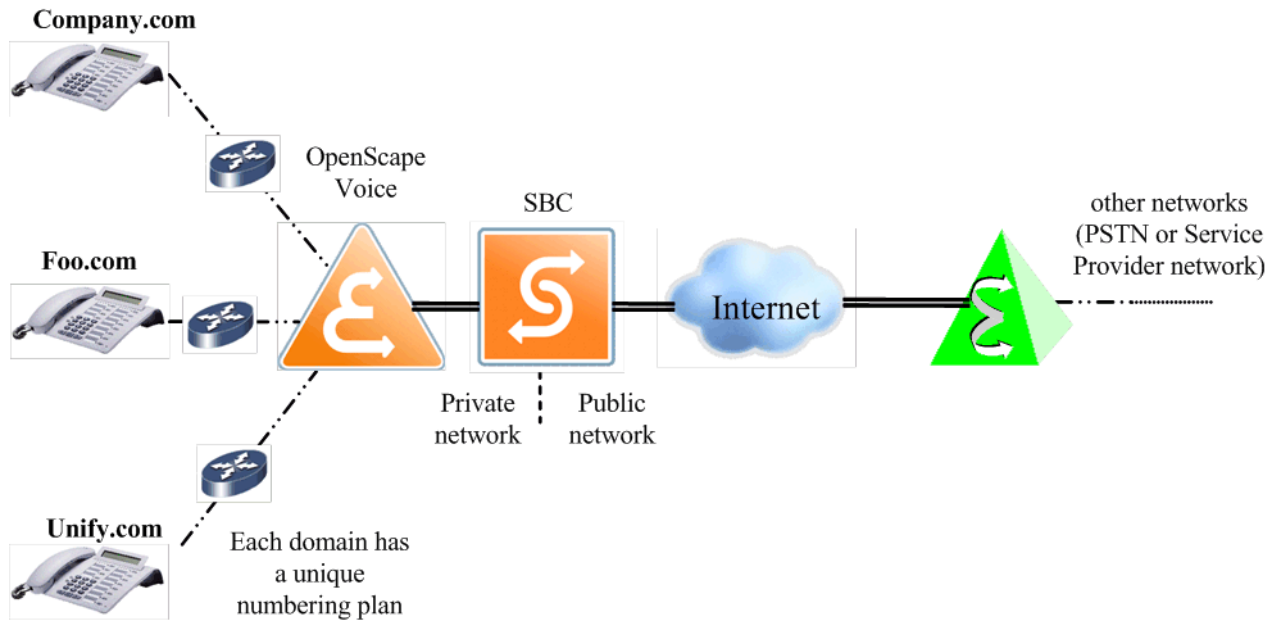 Company.com
OpenScape
Voice
SBC
other networks
(PSTN or Service
Provider network)
Foo.com
Internet
Private
network
Public
network
Unify.com
Each domain has
a unique
numbering plan